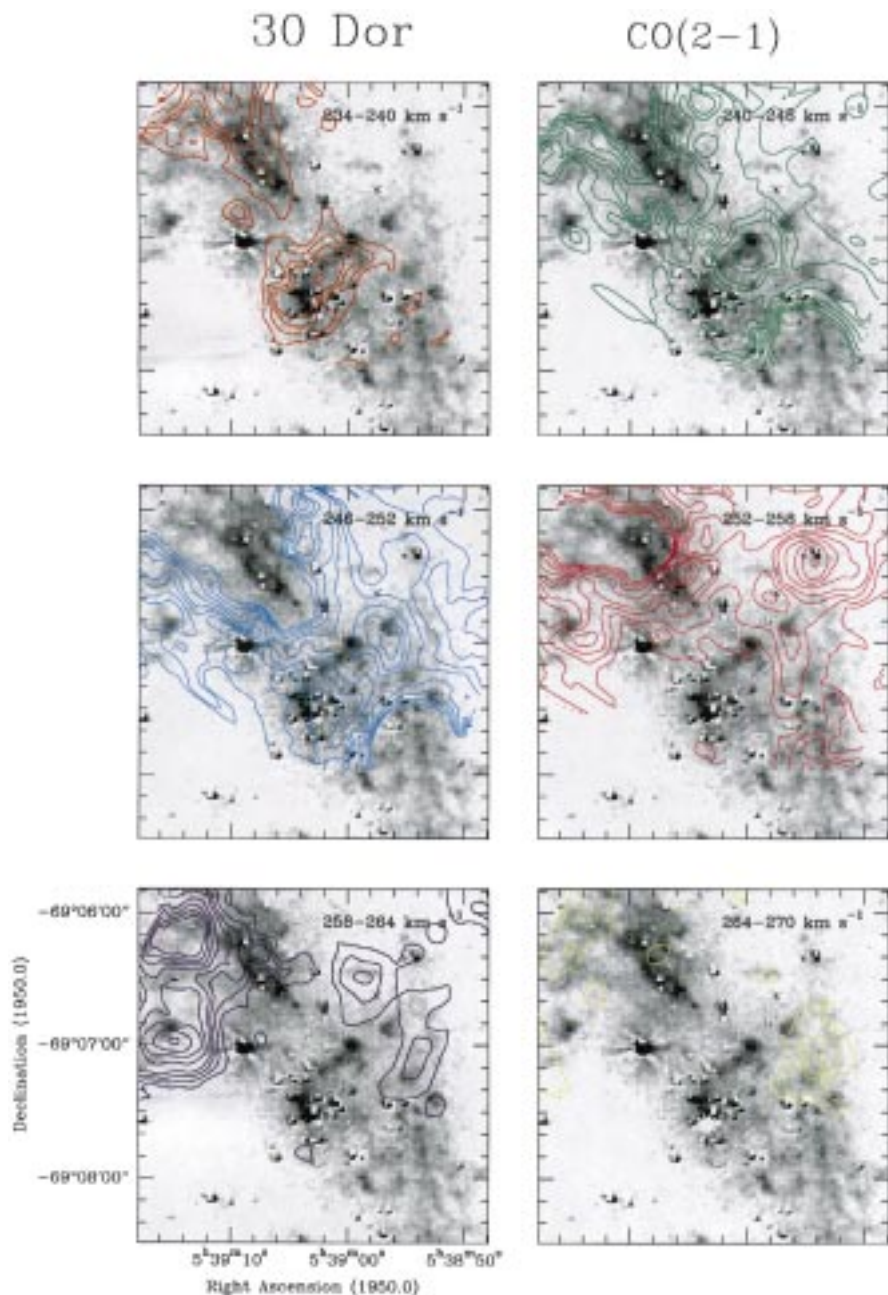 30 Dor
CO(2-1)
234-240 km s⁻¹
240-246 km s⁻¹
246-252 km s⁻¹
252-258 km s⁻¹
258-264 km s⁻¹
264-270 km s⁻¹
-69°06'00"
-69°07'00"
-69°08'00"
Declination (1950.0)
5ʰ39ᵐ10ˢ
5ʰ39ᵐ00ˢ
5ʰ38ᵐ50ˢ
Right Ascension (1950.0)